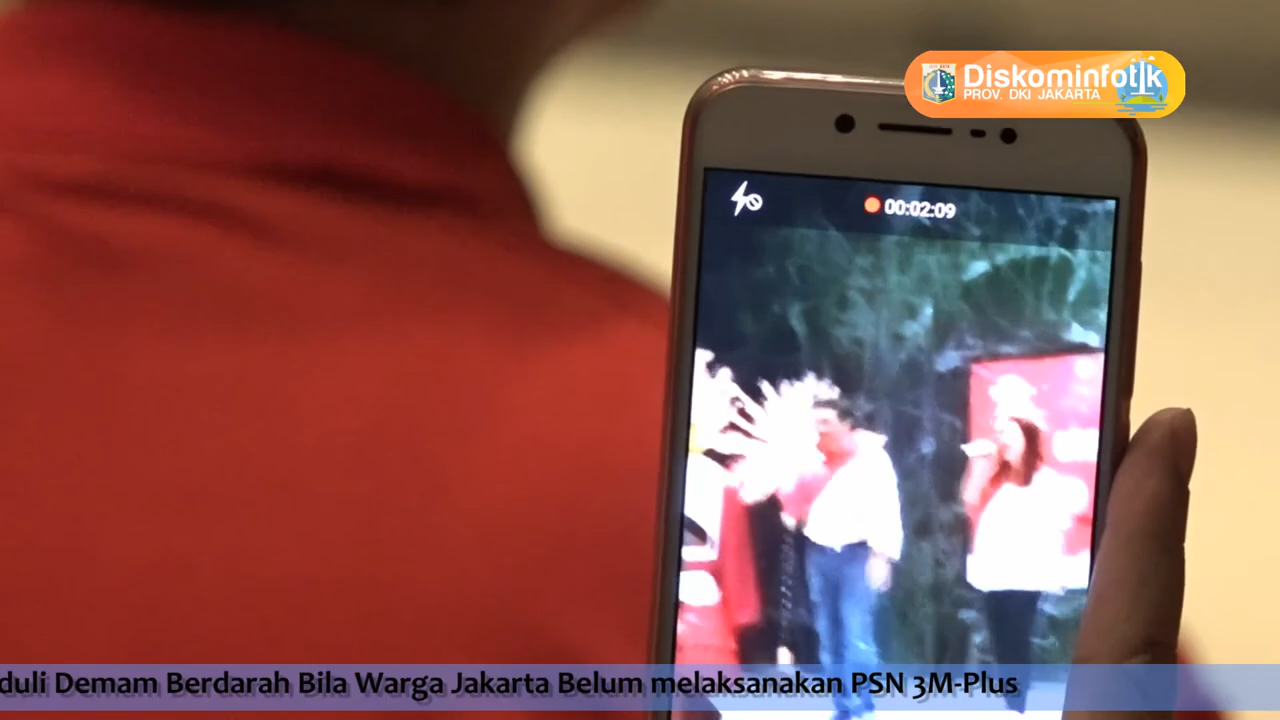 Diskominfotik
PROV. DKI JAKARTA
00:02:09
duli Demam Berdarah Bila Warga Jakarta Belum melaksanakan PSN 3M-Plus